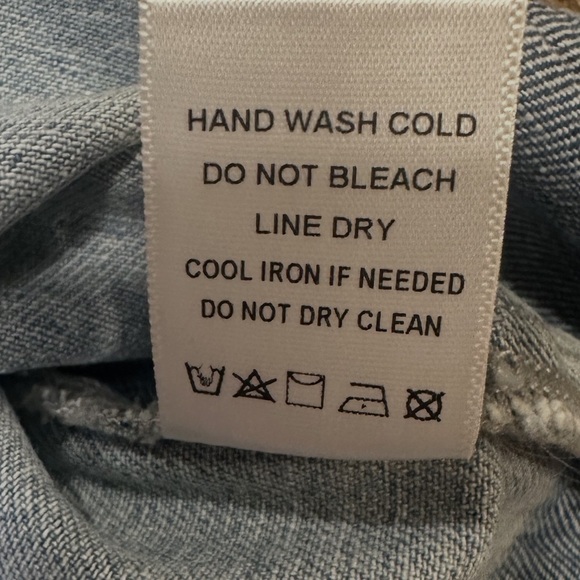 HAND WASH COLD
DO NOT BLEACH
LINE DRY
COOL IRON IF NEEDED
DO NOT DRY CLEAN